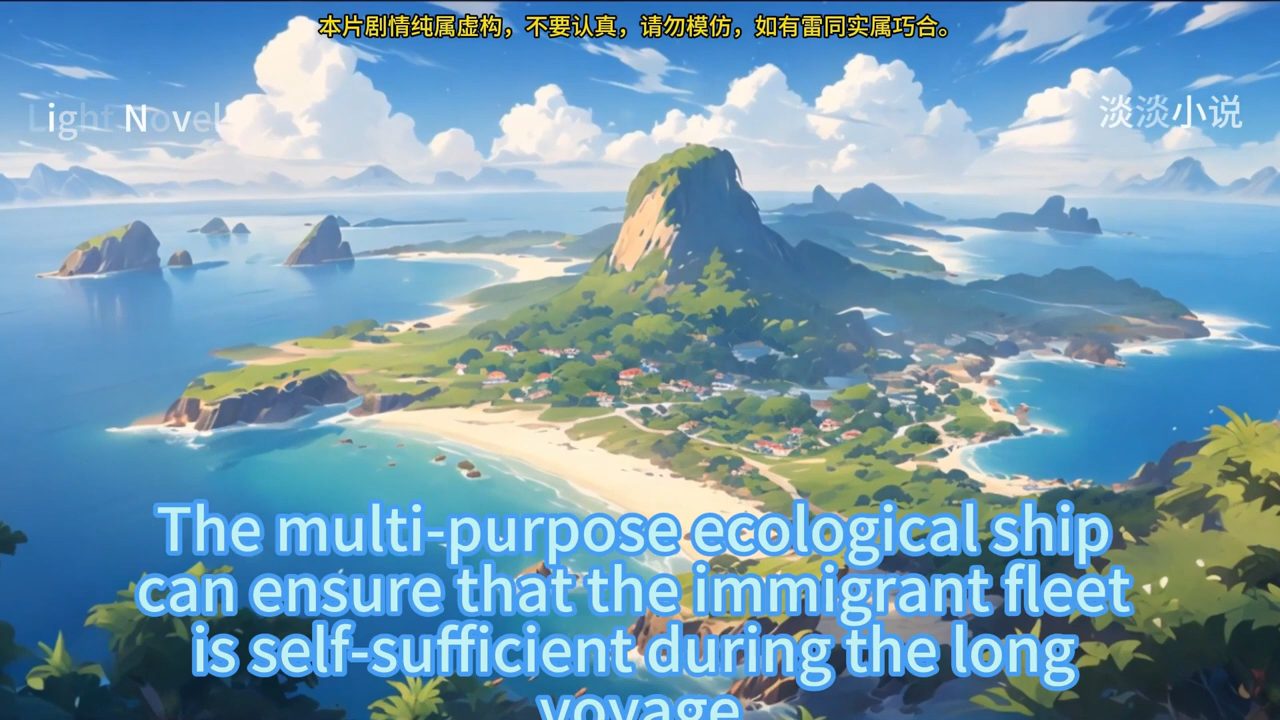 本片剧情纯属虚构，不要认真，请勿模仿，如有雷同实属巧合。
Light Novel
淡淡小说
The multi-purpose ecological ship
can ensure that the immigrant fleet
is self-sufficient during the long
voyage